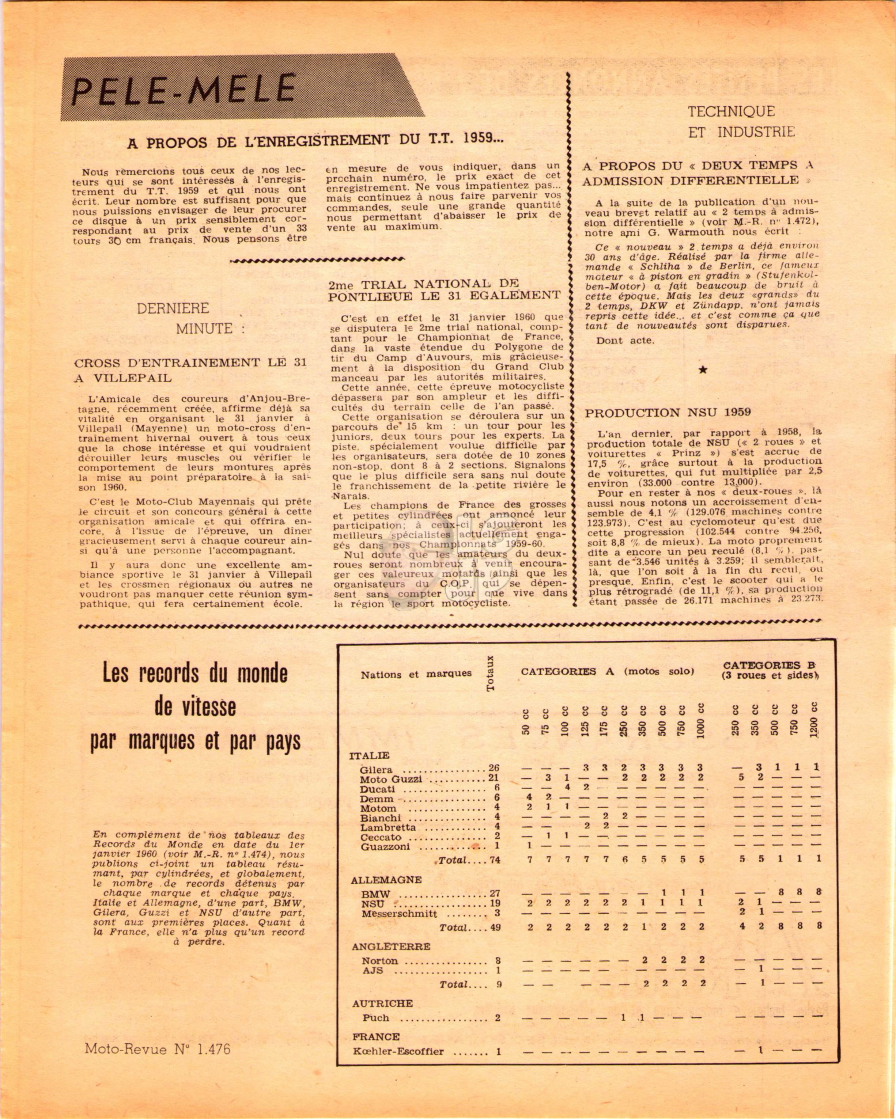 PELE-MELE
A PROPOS DE L'ENREGISTREMENT DU T.T. 1959...
Nous remercions tous ceux de nos lec-
teurs qui se sont intéressés à l'enregis-
trement du T.T. 1959 et qui nous ont
écrit. Leur nombre est suffisant pour que
nous puissions envisager de leur procurer
ce disque à un prix sensiblement cor-
respondant au prix de vente d'un 33
tours 30 cm français. Nous pensons être
en mesure de vous indiquer, dans un
prochain numéro, le prix exact de cet
enregistrement. Ne vous impatientez pas...
mais continuez à nous faire parvenir vos
commandes, seule une grande quantité
nous permettant d'abaisser le prix de
vente au maximum.
DERNIERE
MINUTE :
CROSS D'ENTRAINEMENT LE 31
A VILLEPAIL
L'Amicale des coureurs d'Anjou-Bre-
tagne, récemment créée, affirme déjà sa
vitalité en organisant le 31 janvier à
Villepail (Mayenne) un moto-cross d'en-
traînement hivernal ouvert à tous ceux
que la chose intéresse et qui voudraient
dérouiller leurs muscles ou vérifier le
comportement de leurs montures après
la mise au point préparatoire à la sai-
son 1960.
C'est le Moto-Club Mayennais qui prête
le circuit et son concours général à cette
organisation amicale et qui offrira en-
core, à l'issue de l'épreuve, un dîner
gracieusement servi à chaque coureur ain-
si qu'à une personne l'accompagnant.
Il y aura donc une excellente am-
biance sportive le 31 janvier à Villepail
et les crossmen régionaux ou autres ne
voudront pas manquer cette réunion sym-
pathique, qui fera certainement école.
2me TRIAL NATIONAL DE
PONTLIEUE LE 31 EGALEMENT
C'est en effet le 31 janvier 1960 que
se disputera le 2me trial national, comp-
tant pour le Championnat de France,
dans la vaste étendue du Polygone de
tir du Camp d'Auvours, mis grâcieuse-
ment à la disposition du Grand Club
manceau par les autorités militaires.
Cette année, cette épreuve motocycliste
dépassera par son ampleur et les diffi-
cultés du terrain celle de l'an passé.
Cette organisation se déroulera sur un
parcours de 15 km : un tour pour les
juniors, deux tours pour les experts. La
piste, spécialement voulue difficile par
les organisateurs, sera dotée de 10 zones
non-stop, dont 8 à 2 sections. Signalons
que le plus difficile sera sans nul doute
le franchissement de la petite rivière le
Narais.
Les champions de France des grosses
et petites cylindrées ont annoncé leur
participation; à ceux-ci s'ajouteront les
meilleurs spécialistes actuellement enga-
gés dans nos Championnats 1959-60.
Nul doute que les amateurs du deux-
roues seront nombreux à venir encoura-
ger ces valeureux motards ainsi que les
organisateurs du C.O.P. qui se dépen-
sent sans compter pour que vive dans
la région le sport motocycliste.
TECHNIQUE
ET INDUSTRIE
A PROPOS DU « DEUX TEMPS A
ADMISSION DIFFERENTIELLE »
A la suite de la publication d'un nou-
veau brevet relatif au « 2 temps à admis-
sion différentielle » (voir M.-R. n° 1.472),
notre ami G. Warmouth nous écrit :
Ce « nouveau » 2 temps a déjà environ
30 ans d'âge. Réalisé par la firme alle-
mande « Schliha » de Berlin, ce fameux
moteur « à piston en gradin » (Stufenkol-
ben-Motor) a fait beaucoup de bruit à
cette époque. Mais les deux «grands» du
2 temps, DKW et Zündapp, n'ont jamais
repris cette idée... et c'est comme ça que
tant de nouveautés sont disparues.
Dont acte.
★
PRODUCTION NSU 1959
L'an dernier, par rapport à 1958, la
production totale de NSU (« 2 roues » et
voiturettes « Prinz ») s'est accrue de
17,5 %, grâce surtout à la production
de voiturettes, qui fut multipliée par 2,5
environ (33.000 contre 13.000).
Pour en rester à nos « deux-roues », là
aussi nous notons un accroissement d'en-
semble de 4,1 % (129.076 machines contre
123.973). C'est au cyclomoteur qu'est due
cette progression (102.544 contre 94.256,
soit 8,8 % de mieux). La moto proprement
dite a encore un peu reculé (8,1 %), pas-
sant de 3.546 unités à 3.259; il semblerait,
là, que l'on soit à la fin du recul, ou
presque. Enfin, c'est le scooter qui a le
plus rétrogradé (de 11,1 %), sa production
étant passée de 26.171 machines à 23.273.
Les records du monde
de vitesse
par marques et par pays
En complément de nos tableaux des
Records du Monde en date du 1er
janvier 1960 (voir M.-R. n° 1.474), nous
publions ci-joint un tableau résu-
mant, par cylindrées, et globalement,
le nombre de records détenus par
chaque marque et chaque pays.
Italie et Allemagne, d'une part, BMW,
Gilera, Guzzi et NSU d'autre part,
sont aux premières places. Quant à
la France, elle n'a plus qu'un record
à perdre.
Nations et marques Totaux CATEGORIES A (motos solo) CATEGORIES B
(3 roues et sides)
50 cc 75 cc 100 cc 125 cc 175 cc 250 cc 350 cc 500 cc 750 cc 1000 cc 250 cc 350 cc 500 cc 750 cc 1200 cc
ITALIE
Gilera ................ 26 — — — 3 3 2 3 3 3 3 — 3 1 1 1
Moto Guzzi ........... 21 — 3 1 — — 2 2 2 2 2 5 2 — — —
Ducati ................ 6 — — 4 2 — — — — — — — — — — —
Demm ................ 6 4 2 — — — — — — — — — — — — —
Motom ............... 4 2 1 1 — — — — — — — — — — — —
Bianchi ............... 4 — — — — 2 2 — — — — — — — — —
Lambretta ............ 4 — — — 2 2 — — — — — — — — — —
Ceccato ............... 2 — 1 1 — — — — — — — — — — — —
Guazzoni ............. 1 1 — — — — — — — — — — — — — —
Total.... 74 7 7 7 7 7 6 5 5 5 5 5 5 1 1 1
ALLEMAGNE
BMW ................. 27 — — — — — — — 1 1 1 — — 8 8 8
NSU .................. 19 2 2 2 2 2 2 1 1 1 1 2 1 — — —
Messerschmitt ........ 3 — — — — — — — — — — 2 1 — — —
Total.... 49 2 2 2 2 2 2 1 2 2 2 4 2 8 8 8
ANGLETERRE
Norton ............... 8 — — — — — — 2 2 2 2 — — — — —
AJS ................... 1 — — — — — — — — — — — 1 — — —
Total.... 9 — — — — — — 2 2 2 2 — 1 — — —
AUTRICHE
Puch .................. 2 — — — — — 1 1 — — — — — — — —
FRANCE
Kœhler-Escoffier ....... 1 — — — — — — — — — — — 1 — — —
Moto-Revue N° 1.476